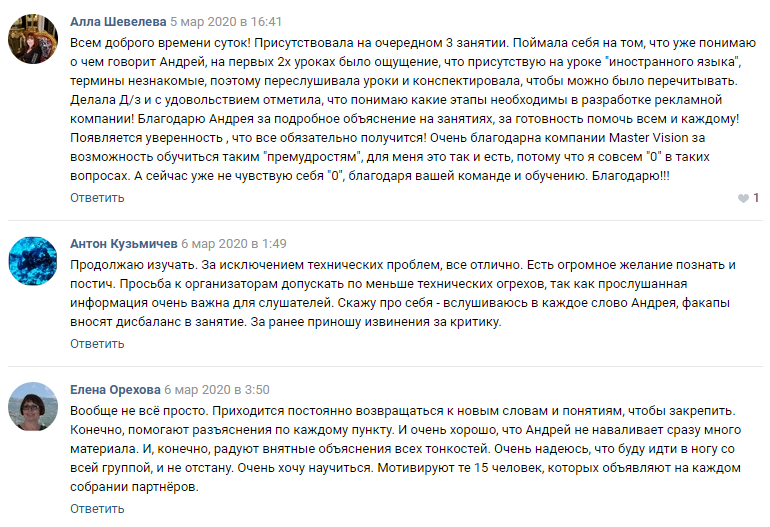 Алла Шевелева 5 мар 2020 в 16:41
Всем доброго времени суток! Присутствовала на очередном 3 занятии. Поймала себя на том, что уже понимаю
о чем говорит Андрей, на первых 2х уроках было ощущение, что присутствую на уроке "иностранного языка",
термины незнакомые, поэтому переслушивала уроки и конспектировала, чтобы можно было перечитывать.
Делала Д/з и с удовольствием отметила, что понимаю какие этапы необходимы в разработке рекламной
компании! Благодарю Андрея за подробное объяснение на занятиях, за готовность помочь всем и каждому!
Появляется уверенность , что все обязательно получится! Очень благодарна компании Master Vision за
возможность обучиться таким "премудростям", для меня это так и есть, потому что я совсем "0" в таких
вопросах. А сейчас уже не чувствую себя "0", благодаря вашей команде и обучению. Благодарю!!!
Ответить
1
Антон Кузьмичев 6 мар 2020 в 1:49
Продолжаю изучать. За исключением технических проблем, все отлично. Есть огромное желание познать и
постич. Просьба к организаторам допускать по меньше технических огрехов, так как прослушанная
информация очень важна для слушателей. Скажу про себя - вслушиваюсь в каждое слово Андрея, факапы
вносят дисбаланс в занятие. За ранее приношу извинения за критику.
Ответить
Елена Орехова 6 мар 2020 в 3:50
Вообще не всё просто. Приходится постоянно возвращаться к новым словам и понятиям, чтобы закрепить.
Конечно, помогают разъяснения по каждому пункту. И очень хорошо, что Андрей не наваливает сразу много
материала. И, конечно, радуют внятные объяснения всех тонкостей. Очень надеюсь, что буду идти в ногу со
всей группой, и не отстану. Очень хочу научиться. Мотивируют те 15 человек, которых объявляют на каждом
собрании партнёров.
Ответить